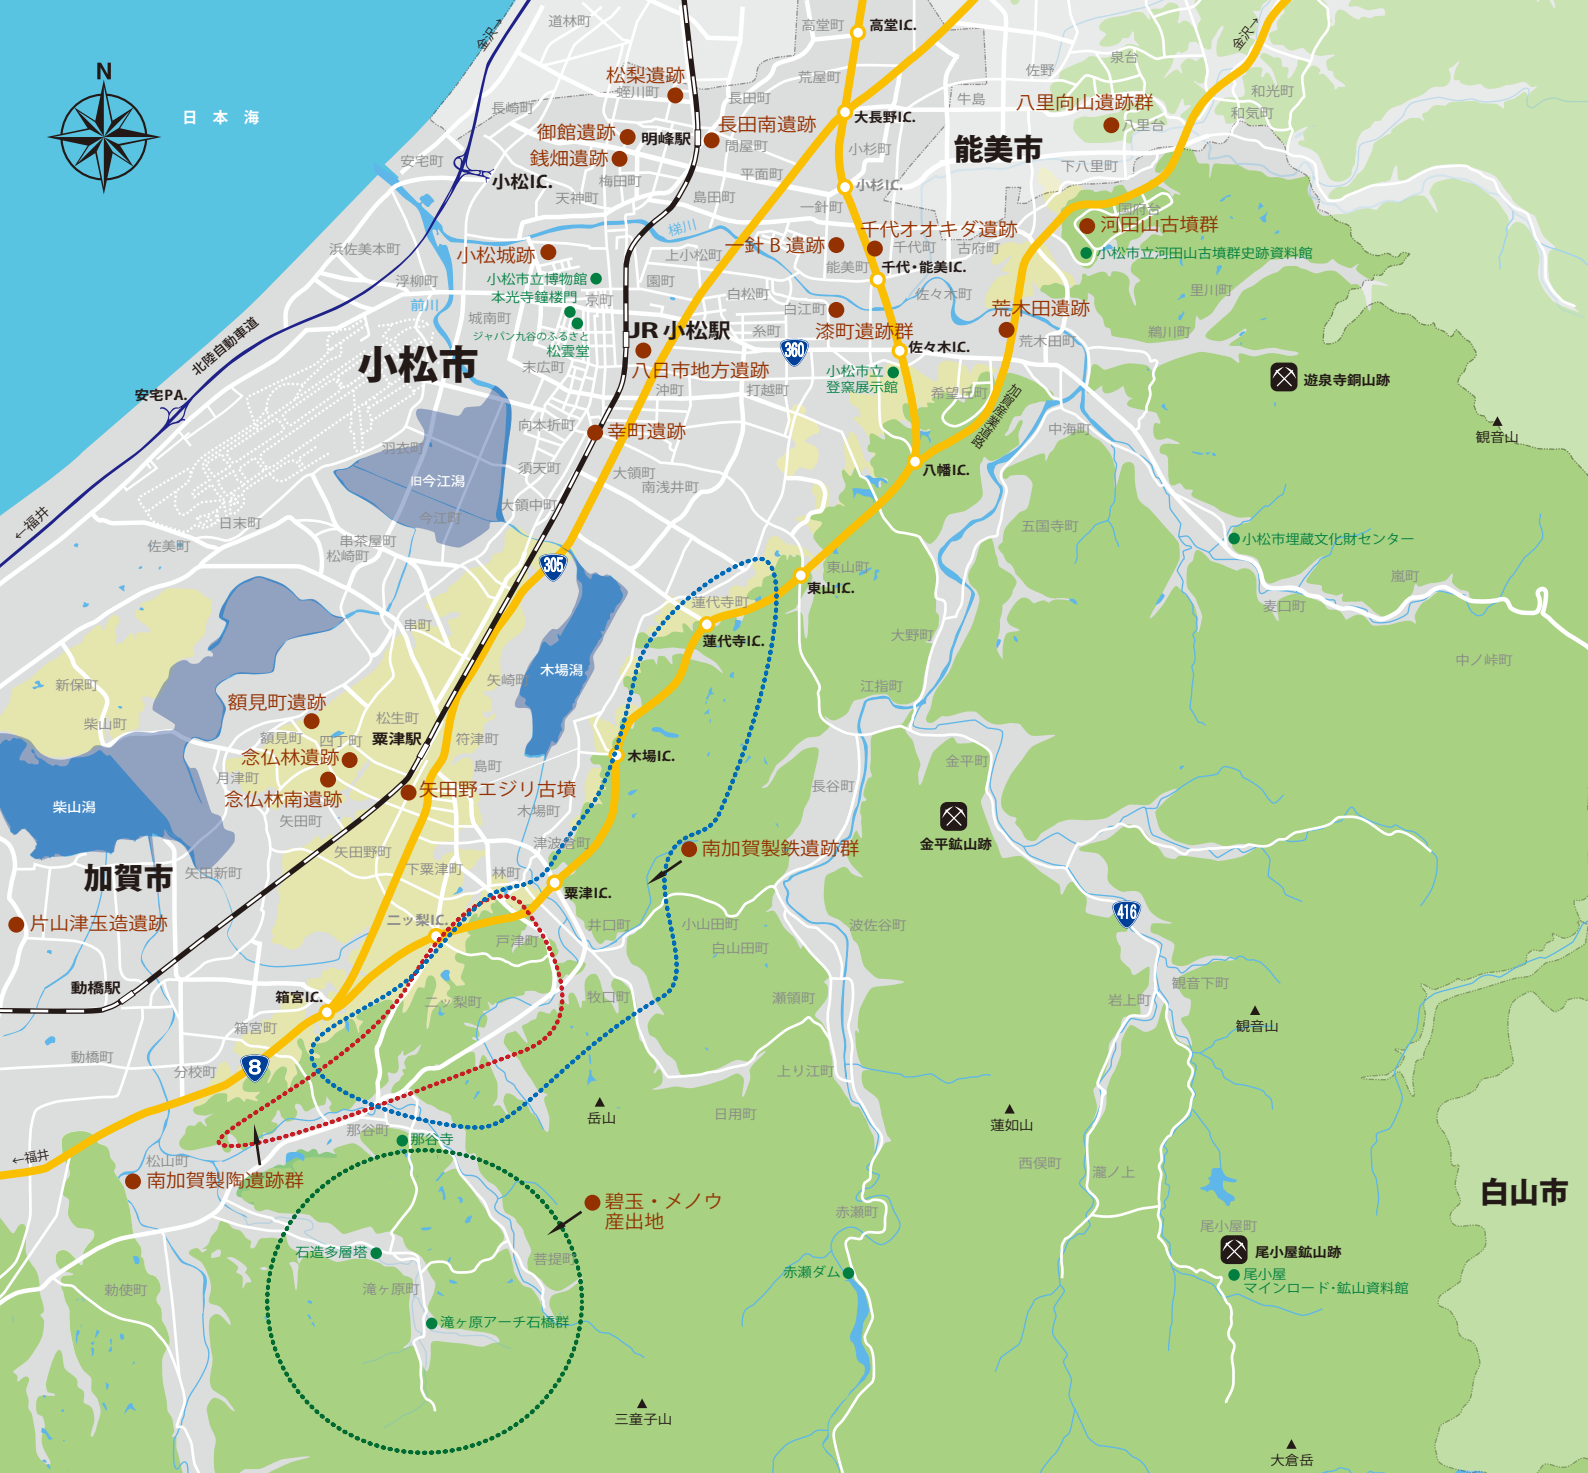 道林町
高堂町
高堂I.C.
金沢→
金沢→
N
日 本 海
松梨遺跡
蛭川町
長崎町
長田町
荒屋町
佐野
泉台
和光町
和気町
牛島
八里向山遺跡群
八里台
大長野I.C.
御館遺跡
明峰駅
長田南遺跡
銭畑遺跡
問屋町
小杉町
能美市
安宅町
小松I.C.
梅田町
平面町
小杉I.C.
下八里町
天神町
島田町
一針町
国府台
河田山古墳群
梯川
千代オオキダ遺跡
浜佐美本町
小松城跡
一針B遺跡
千代町
古府町
小松市立河田山古墳群史跡資料館
上小松町
能美町
千代・能美I.C.
小松市立博物館
浮柳町
園町
本光寺鐘楼門
京町
白松町
佐々木町
里川町
前川
白江町
荒木田遺跡
城南町
JR 小松駅
糸町
漆町遺跡群
荒木田町
鵜川町
ジャパン九谷のふるさと
松雲堂
北陸自動車道
小松市
360
佐々木I.C.
末広町
八日市地方遺跡
小松市立
登窯展示館
遊泉寺銅山跡
安宅PA.
沖町
打越町
希望丘町
加賀産業道路
向本折町
幸町遺跡
中海町
観音山
羽衣町
須天町
大領町
八幡I.C.
旧今江潟
南浅井町
大領中町
←福井
日末町
今江町
五国寺町
佐美町
串茶屋町
松崎町
小松市埋蔵文化財センター
305
東山町
東山I.C.
嵐町
蓮代寺町
麦口町
串町
蓮代寺I.C.
大野町
木場潟
中ノ峠町
新保町
矢崎町
江指町
額見町遺跡
柴山町
松生町
額見町
四丁町
粟津駅
符津町
念仏林遺跡
木場I.C.
金平町
月津町
島町
長谷町
念仏林南遺跡
矢田野エジリ古墳
柴山潟
矢田町
木場町
金平鉱山跡
津波倉町
南加賀製鉄遺跡群
矢田野町
加賀市
矢田新町
下粟津町
林町
粟津I.C.
416
片山津玉造遺跡
二ッ梨I.C.
井口町
小山田町
波佐谷町
戸津町
白山田町
動橋駅
箱宮I.C.
二ッ梨町
牧口町
瀬領町
観音下町
岩上町
箱宮町
観音山
動橋町
分校町
8
上り江町
岳山
日用町
蓮如山
那谷町
那谷寺
←福井
松山町
西俣町
瀧ノ上
南加賀製陶遺跡群
白山市
碧玉・メノウ
産出地
赤瀬町
尾小屋町
石造多層塔
菩提町
尾小屋鉱山跡
赤瀬ダム
尾小屋
マインロード・鉱山資料館
勅使町
滝ヶ原町
滝ヶ原アーチ石橋群
三童子山
大倉岳